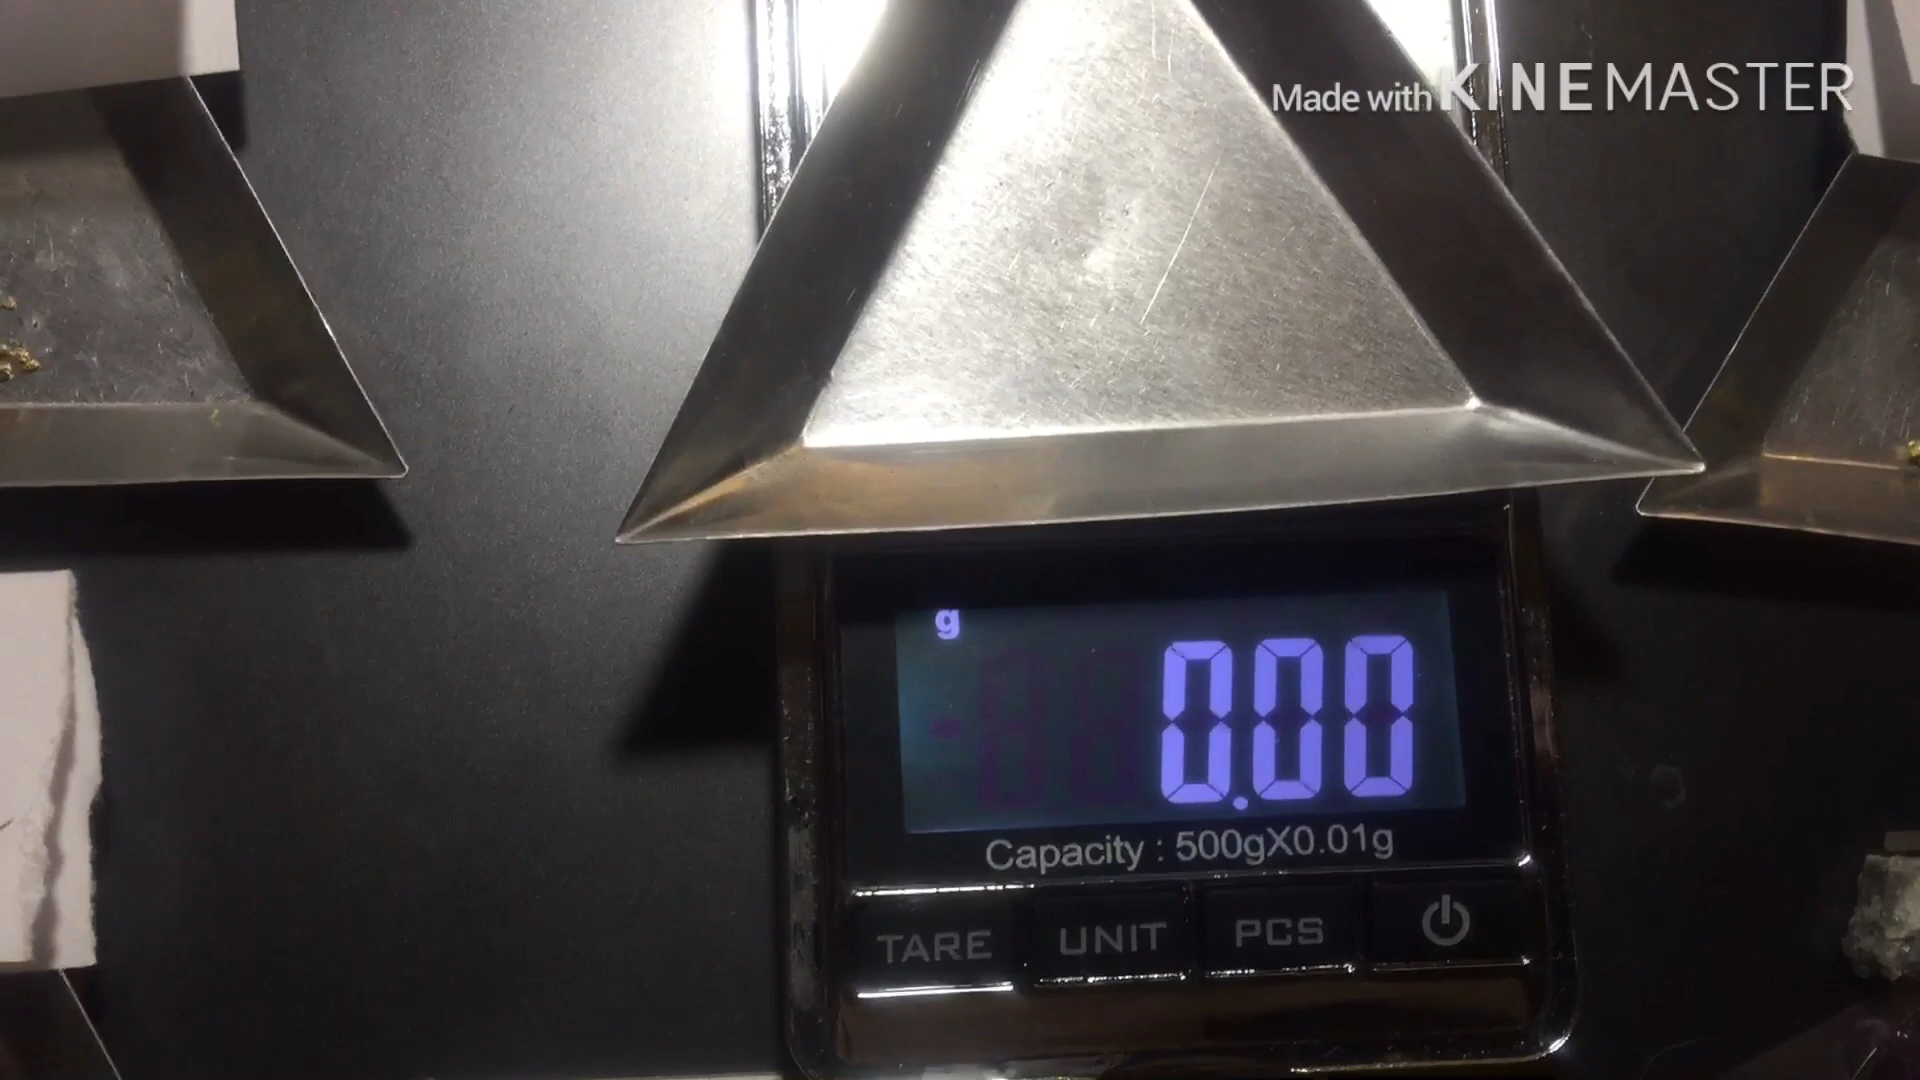 Made with KINEMASTER
g
0.00
Capacity : 500gX0.01g
TARE UNIT PCS